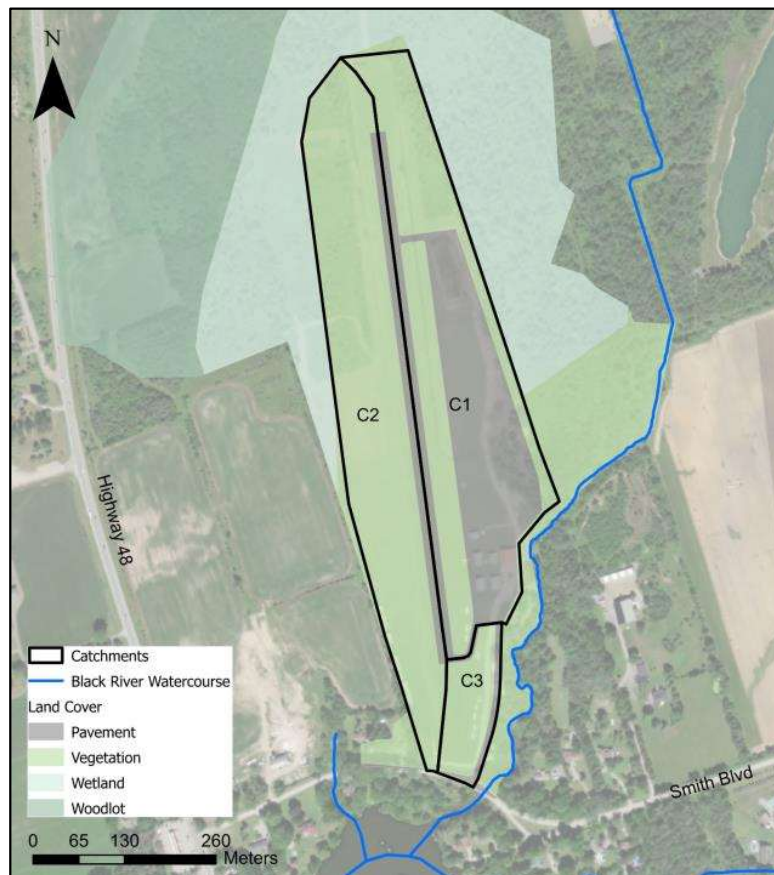 N
C2
C1
Highway 48
C3
Catchments
Black River Watercourse
Land Cover
Pavement
Vegetation
Wetland
Woodlot
0 65 130 260
Meters
Smith Blvd